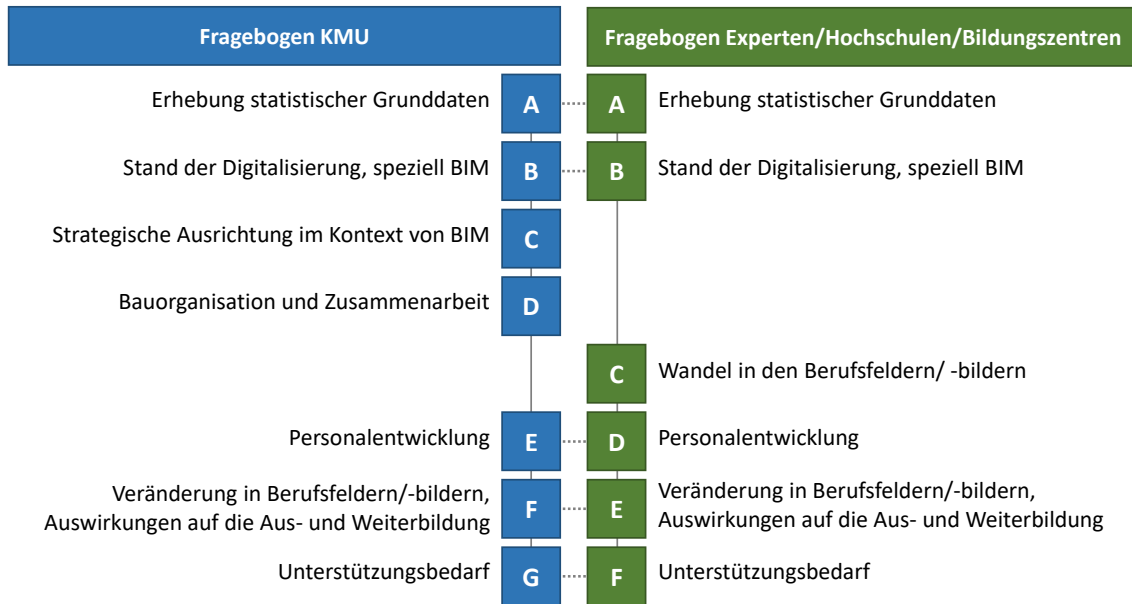 Fragebogen KMU
Fragebogen Experten/Hochschulen/Bildungszentren
Erhebung statistischer Grunddaten A A Erhebung statistischer Grunddaten
Stand der Digitalisierung, speziell BIM B B Stand der Digitalisierung, speziell BIM
Strategische Ausrichtung im Kontext von BIM C
Bauorganisation und Zusammenarbeit D
C Wandel in den Berufsfeldern/ -bildern
Personalentwicklung E D Personalentwicklung
Veränderung in Berufsfeldern/-bildern,
Auswirkungen auf die Aus- und Weiterbildung
F E
Veränderung in Berufsfeldern/-bildern,
Auswirkungen auf die Aus- und Weiterbildung
Unterstützungsbedarf G F Unterstützungsbedarf